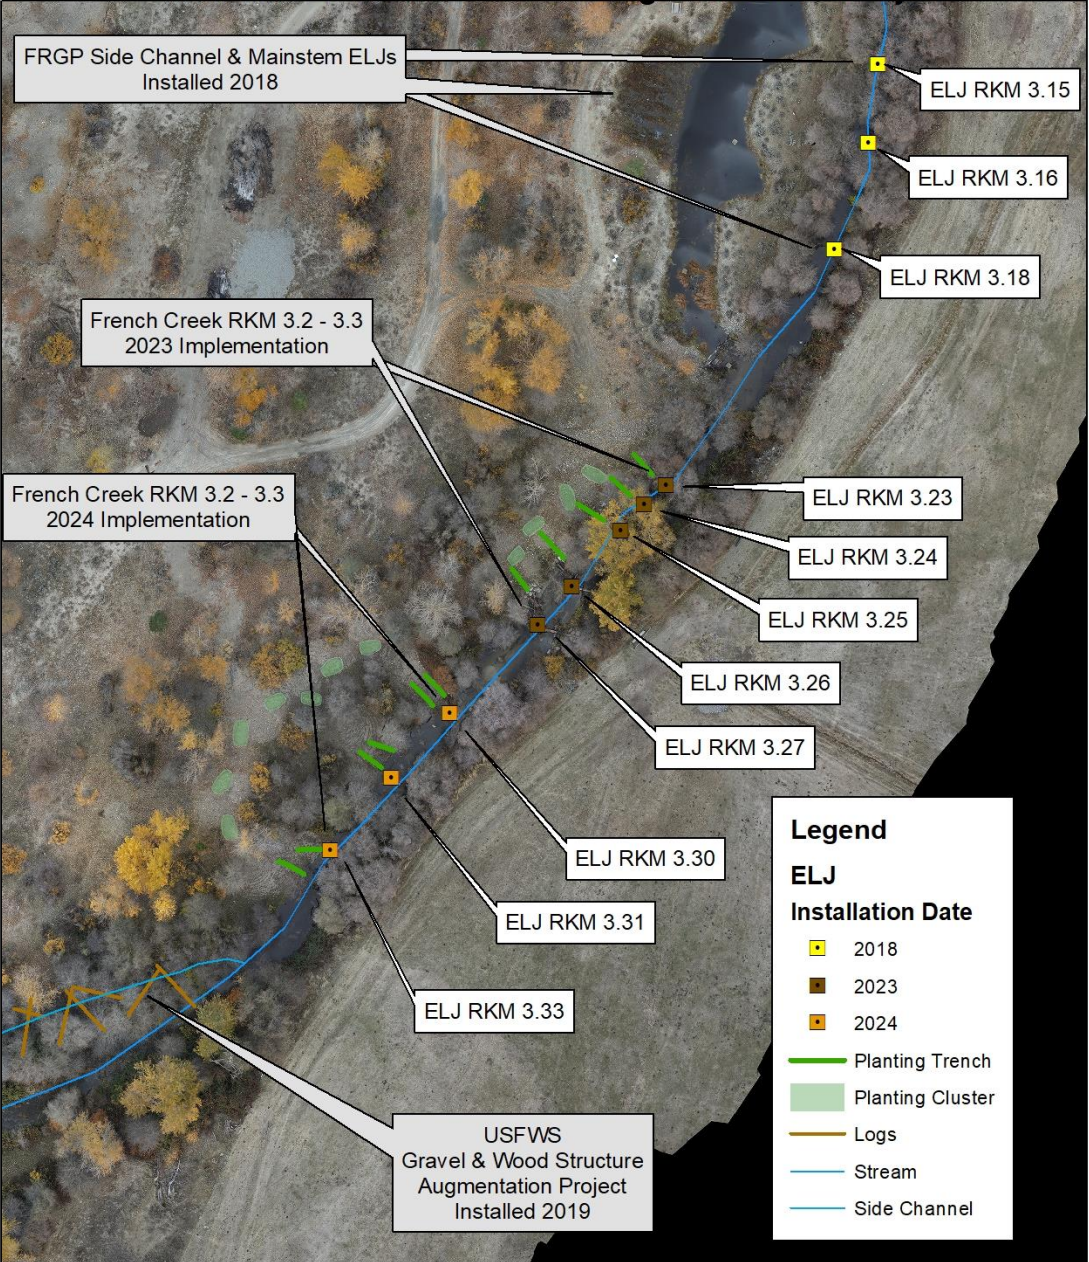 FRGP Side Channel & Mainstem ELJs
Installed 2018
ELJ RKM 3.15
ELJ RKM 3.16
ELJ RKM 3.18
French Creek RKM 3.2 - 3.3
2023 Implementation
French Creek RKM 3.2 - 3.3
2024 Implementation
ELJ RKM 3.23
ELJ RKM 3.24
ELJ RKM 3.25
ELJ RKM 3.26
ELJ RKM 3.27
ELJ RKM 3.30
ELJ RKM 3.31
ELJ RKM 3.33
USFWS
Gravel & Wood Structure
Augmentation Project
Installed 2019
Legend
ELJ
Installation Date
2018
2023
2024
Planting Trench
Planting Cluster
Logs
Stream
Side Channel